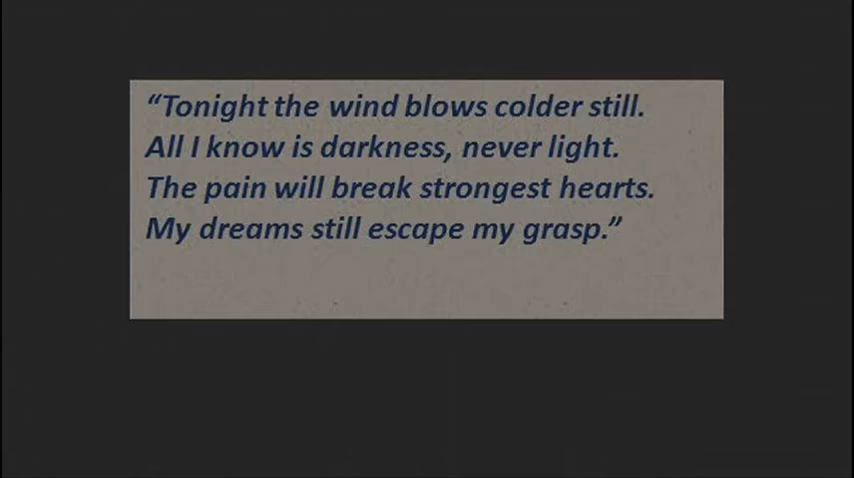 “Tonight the wind blows colder still.
All I know is darkness, never light.
The pain will break strongest hearts.
My dreams still escape my grasp.”